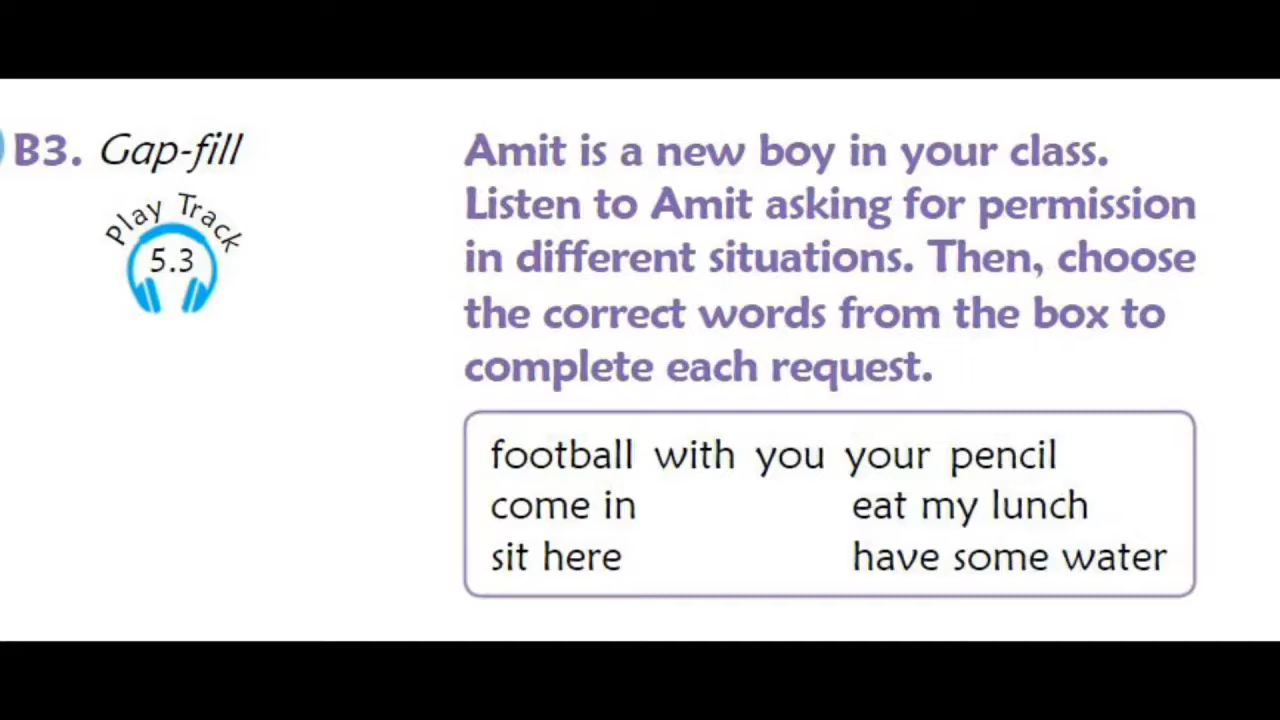 B3. Gap-fill
Play Track
5.3
Amit is a new boy in your class.
Listen to Amit asking for permission
in different situations. Then, choose
the correct words from the box to
complete each request.
football with you your pencil
come in eat my lunch
sit here have some water